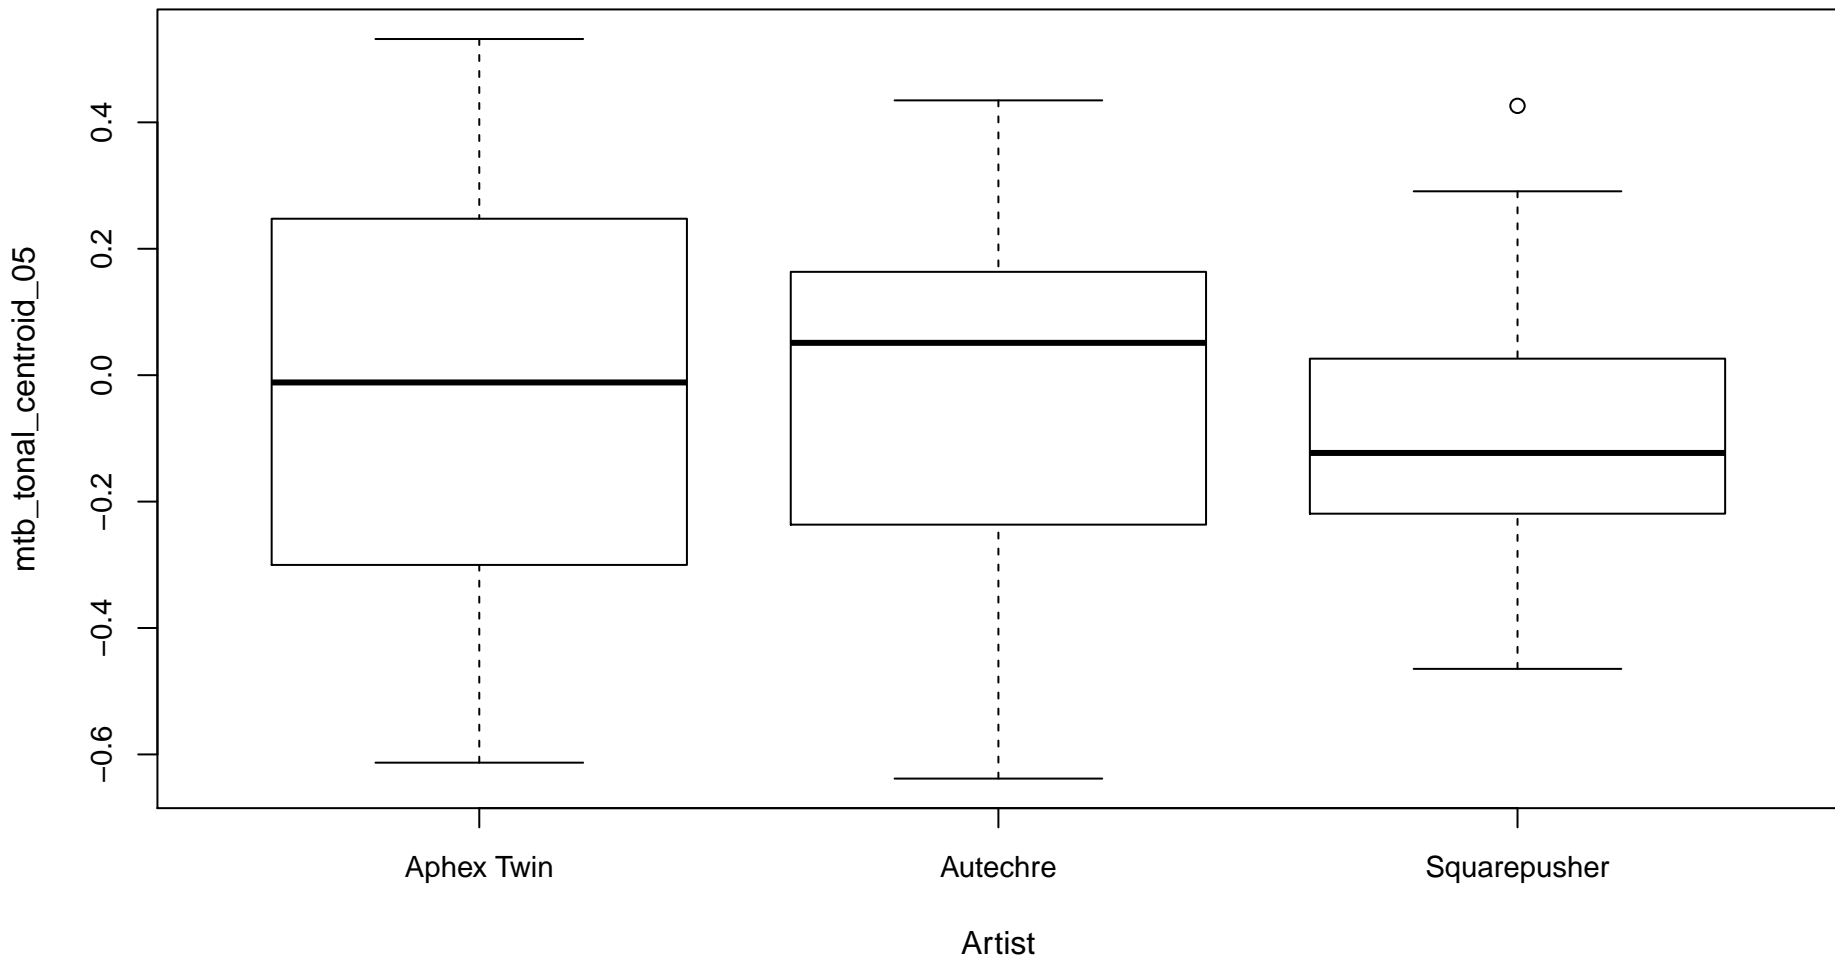 mtb_tonal_centroid_05
0.4
0.2
0.0
−0.2
−0.4
−0.6
Aphex Twin Autechre Squarepusher
Artist